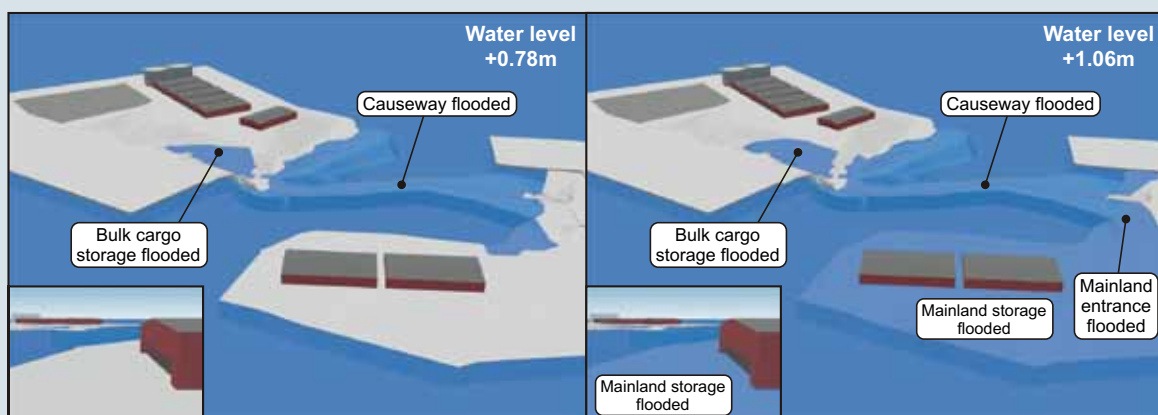 Water level
+0.78m
Causeway flooded
Bulk cargo
storage flooded
Water level
+1.06m
Causeway flooded
Bulk cargo
storage flooded
Mainland storage
flooded
Mainland
entrance
flooded
Mainland storage
flooded